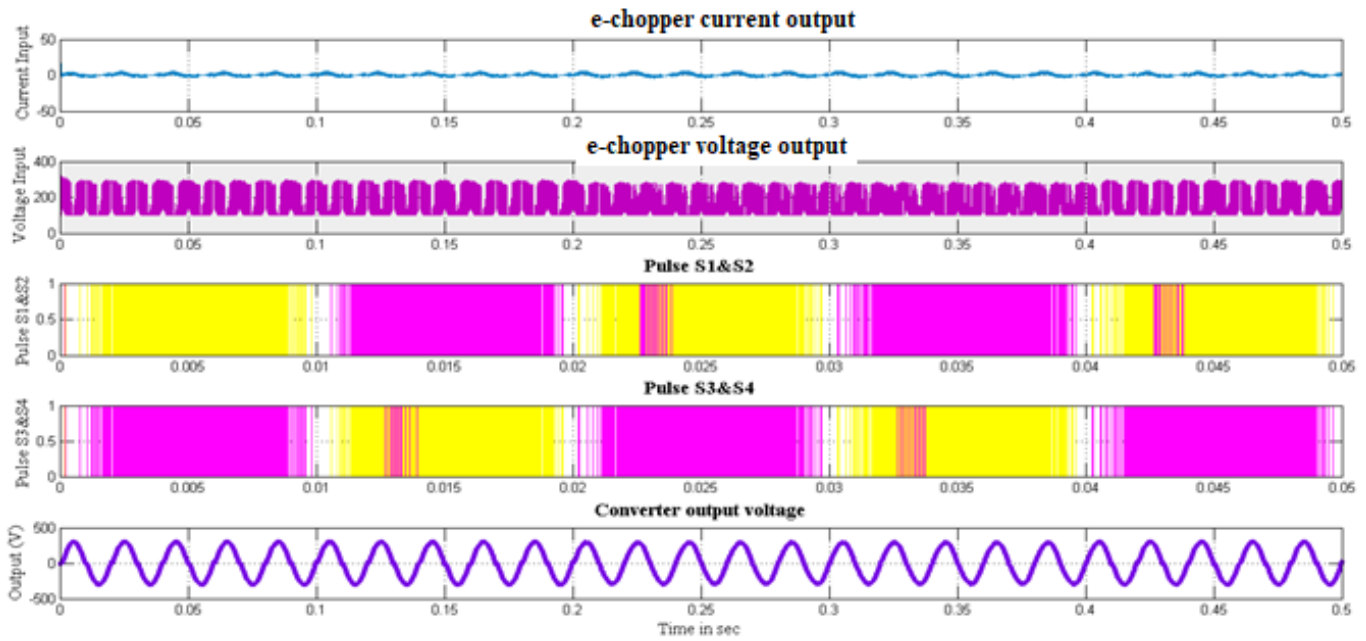 e-chopper current output
Current Input
50
0
-50
0 0.05 0.1 0.15 0.2 0.25 0.3 0.35 0.4 0.45 0.5
e-chopper voltage output
Voltage Input
400
200
0
0 0.05 0.1 0.15 0.2 0.25 0.3 0.35 0.4 0.45 0.5
Pulse S1&S2
Pulse S1&S2
1
0.5
0
0 0.005 0.01 0.015 0.02 0.025 0.03 0.035 0.04 0.045 0.05
Pulse S3&S4
Pulse S3&S4
1
0.5
0
0 0.005 0.01 0.015 0.02 0.025 0.03 0.035 0.04 0.045 0.05
Converter output voltage
Output (V)
500
0
-500
0 0.05 0.1 0.15 0.2 0.25 0.3 0.35 0.4 0.45 0.5
Time in sec